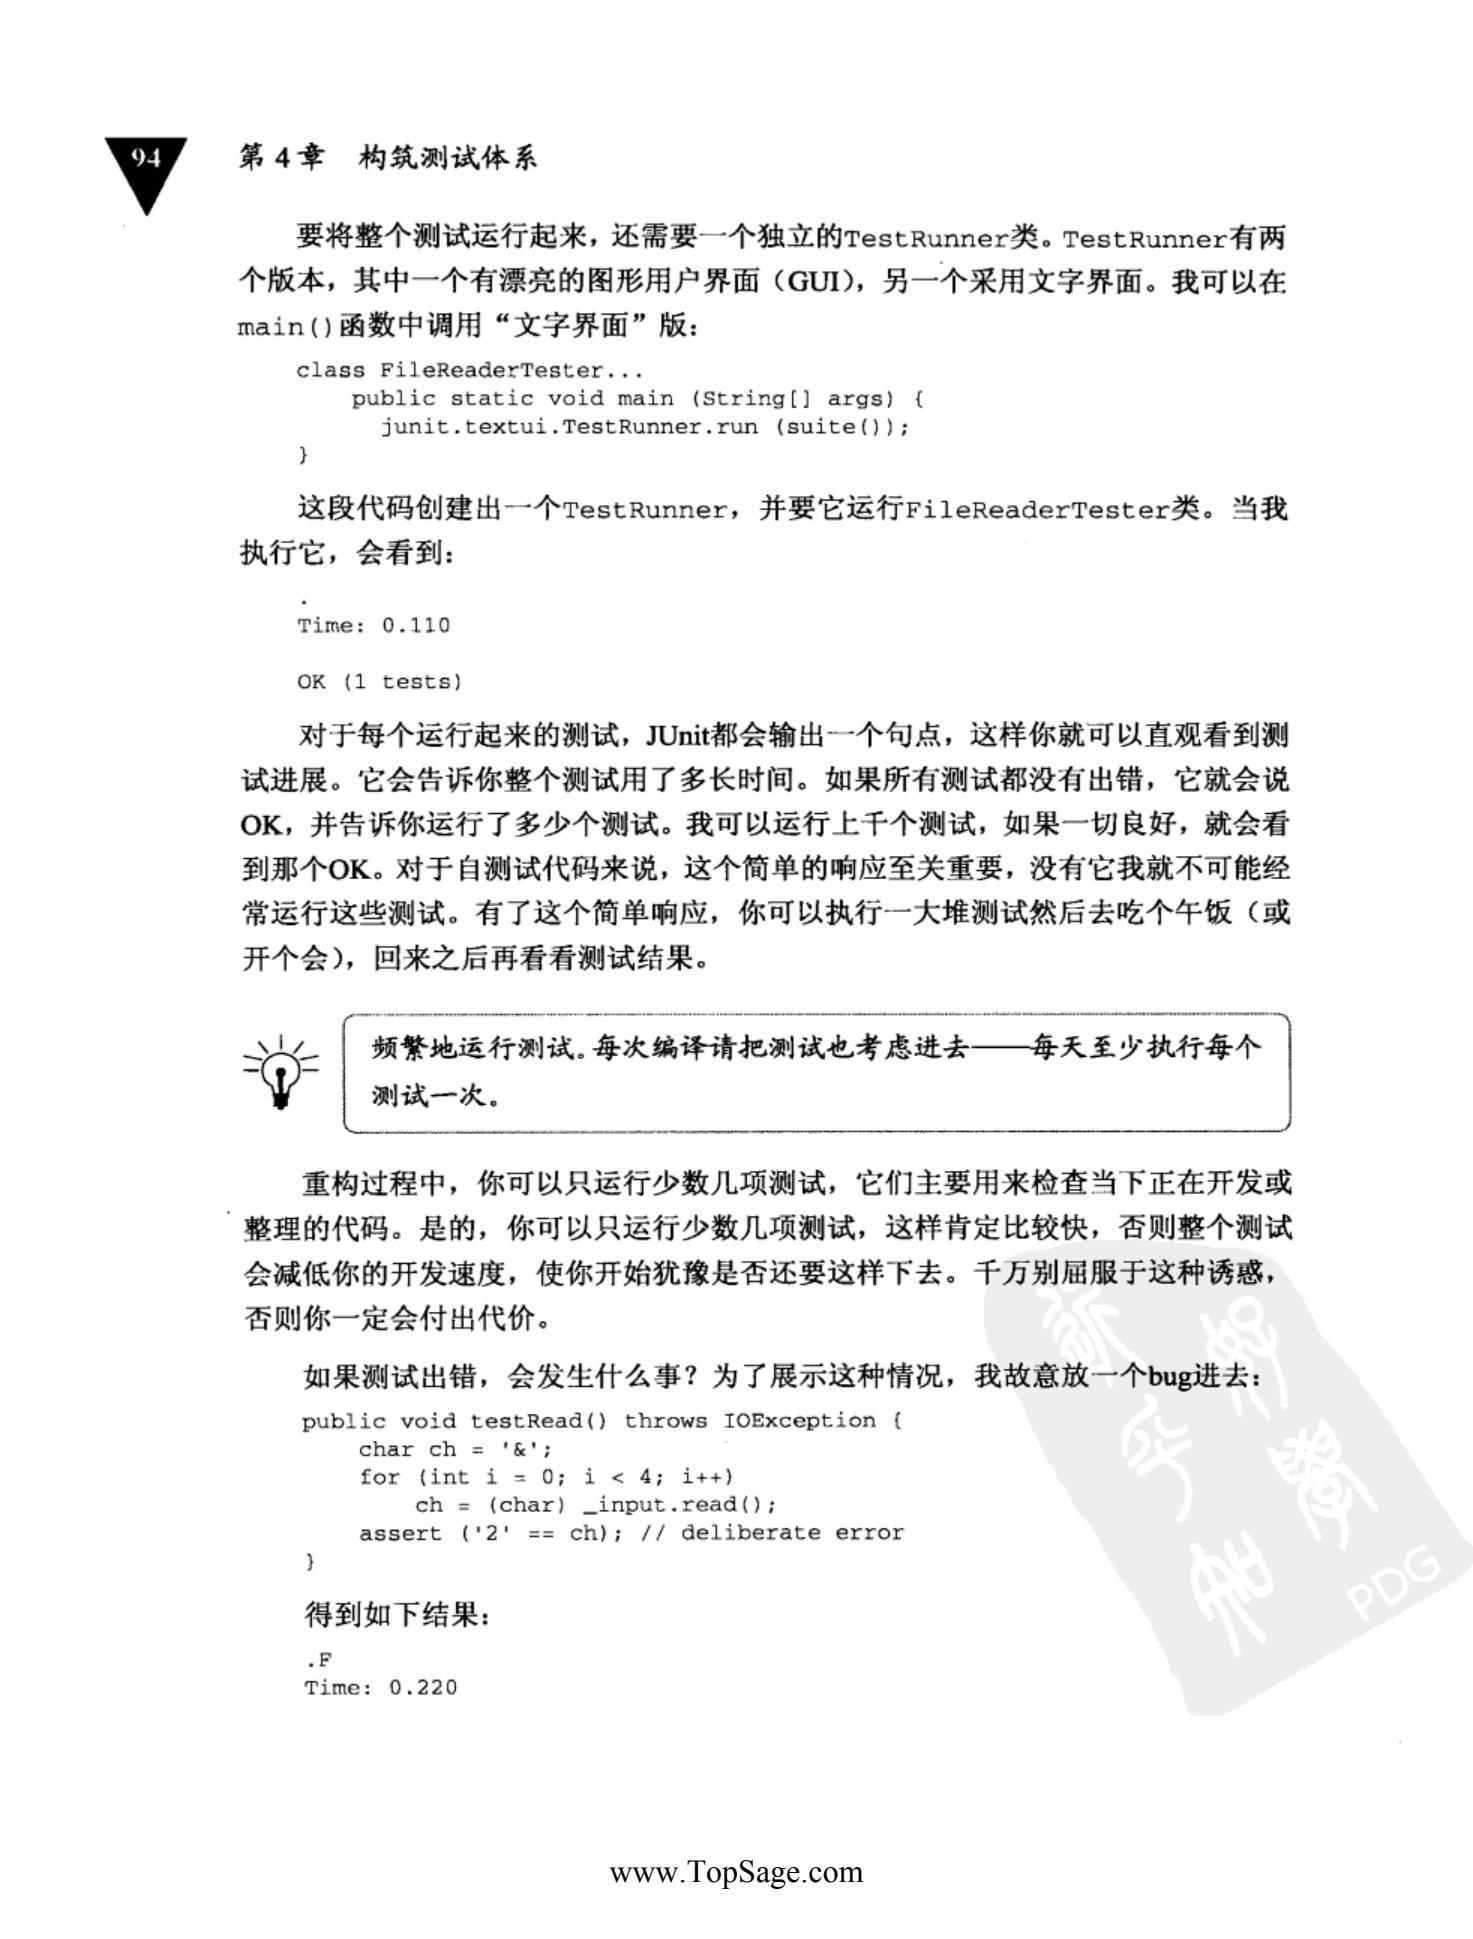 94
第4章 构筑测试体系
要将整个测试运行起来，还需要一个独立的TestRunner类。TestRunner有两
个版本，其中一个有漂亮的图形用户界面（GUI），另一个采用文字界面。我可以在
main()函数中调用“文字界面”版：
class FileReaderTester...
public static void main (String[] args) {
junit.textui.TestRunner.run (suite());
}
这段代码创建出一个TestRunner，并要它运行FileReaderTester类。当我
执行它，会看到：
.
Time: 0.110
OK (1 tests)
对于每个运行起来的测试，JUnit都会输出一个句点，这样你就可以直观看到测
试进展。它会告诉你整个测试用了多长时间。如果所有测试都没有出错，它就会说
OK，并告诉你运行了多少个测试。我可以运行上千个测试，如果一切良好，就会看
到那个OK。对于自测试代码来说，这个简单的响应至关重要，没有它我就不可能经
常运行这些测试。有了这个简单响应，你可以执行一大堆测试然后去吃个午饭（或
开个会），回来之后再看看测试结果。
频繁地运行测试。每次编译请把测试也考虑进去——每天至少执行每个
测试一次。
重构过程中，你可以只运行少数几项测试，它们主要用来检查当下正在开发或
整理的代码。是的，你可以只运行少数几项测试，这样肯定比较快，否则整个测试
会减低你的开发速度，使你开始犹豫是否还要这样下去。千万别屈服于这种诱惑，
否则你一定会付出代价。
如果测试出错，会发生什么事？为了展示这种情况，我故意放一个bug进去：
public void testRead() throws IOException {
char ch = '&';
for (int i = 0; i < 4; i++)
ch = (char) _input.read();
assert ('2' == ch); // deliberate error
}
得到如下结果：
.F
Time: 0.220
PDG
www.TopSage.com